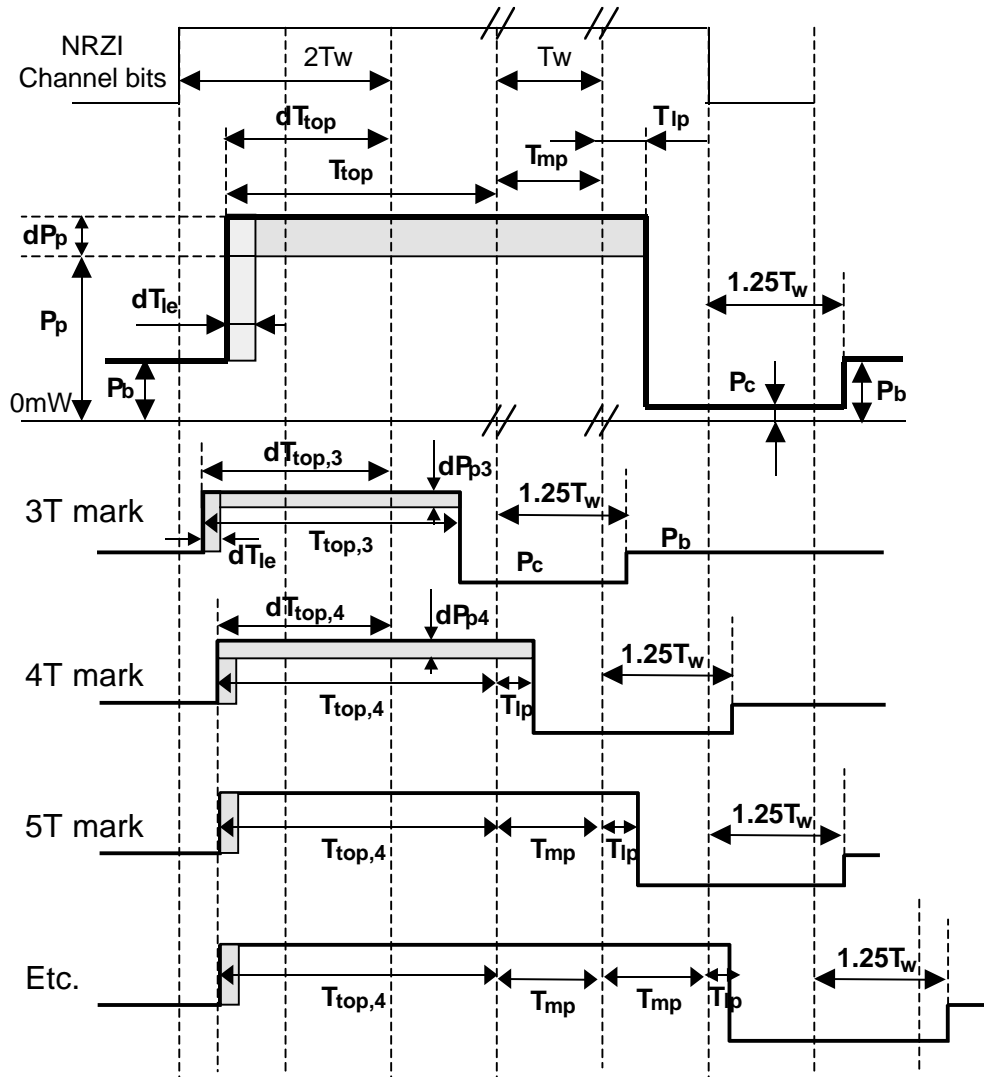 NRZI
Channel bits
2Tw
Tw
dTtop
Tlp
Ttop
Tmp
dPp
dTle
1.25Tw
Pp
Pb
Pc
Pb
0mW
dTtop,3
dPp3
1.25Tw
3T mark
Ttop,3
Pb
dTle
Pc
dTtop,4
dPp4
1.25Tw
4T mark
Ttop,4
Tlp
1.25Tw
5T mark
Ttop,4
Tmp
Tlp
1.25Tw
Etc.
Ttop,4
Tmp
Tmp
Tlp